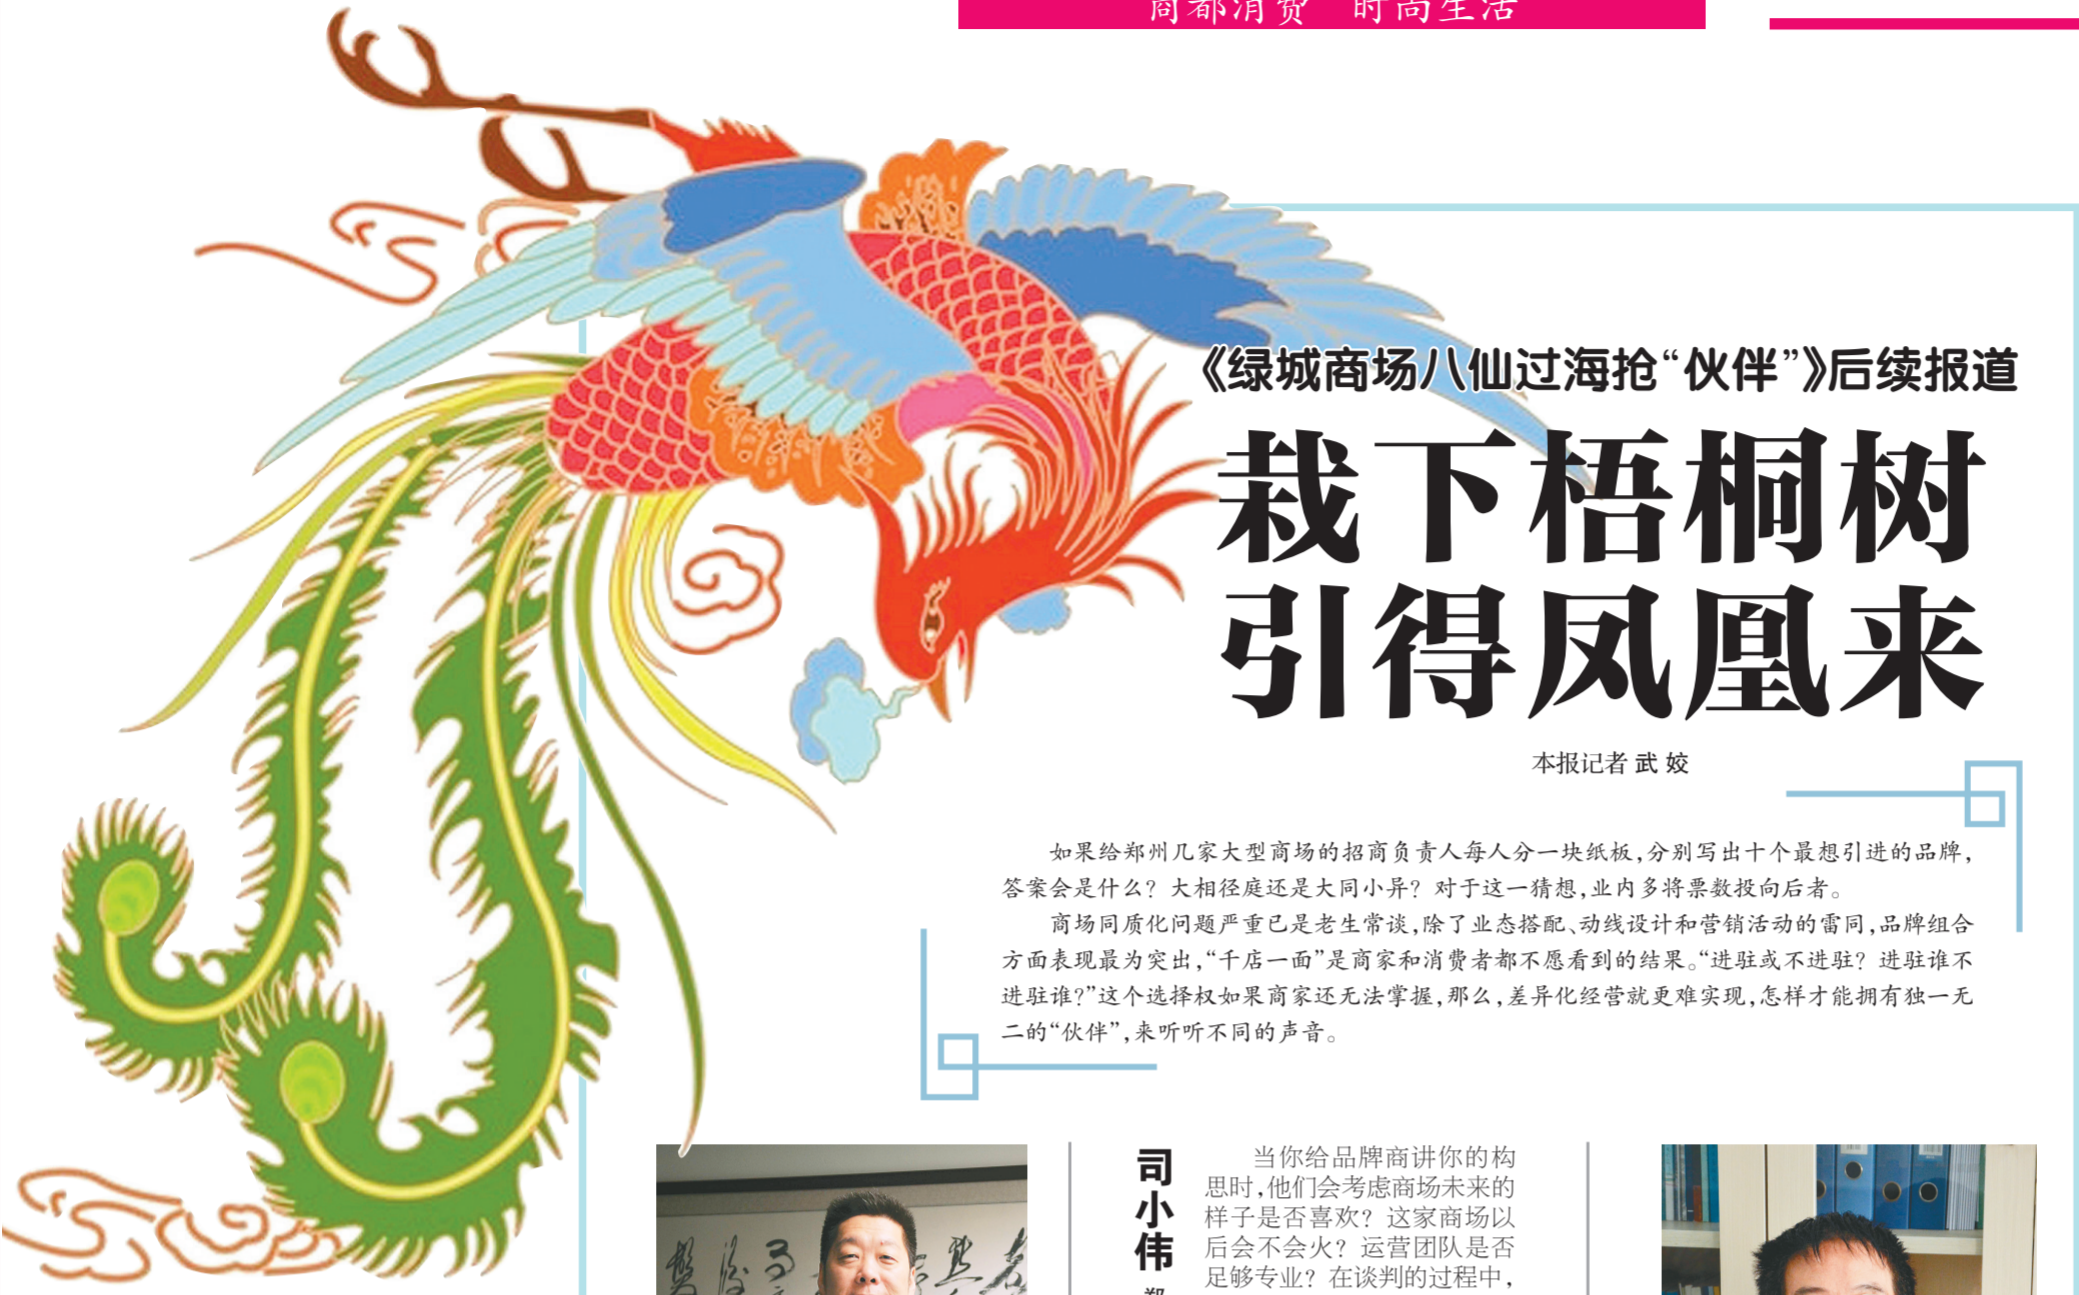 商都消费 时尚生活
《绿城商场八仙过海抢“伙伴”》后续报道
栽下梧桐树
引得凤凰来
本报记者 武 姣
如果给郑州几家大型商场的招商负责人每人分一块纸板,分别写出十个最想引进的品牌,
答案会是什么？大相径庭还是大同小异？对于这一猜想,业内多将票数投向后者。
商场同质化问题严重已是老生常谈,除了业态搭配、动线设计和营销活动的雷同,品牌组合
方面表现最为突出,“千店一面”是商家和消费者都不愿看到的结果。“进驻或不进驻？进驻谁不
进驻谁?”这个选择权如果商家还无法掌握,那么,差异化经营就更难实现,怎样才能拥有独一无
二的“伙伴”,来听听不同的声音。
司小伟
当你给品牌商讲你的构
思时,他们会考虑商场未来的
样子是否喜欢？这家商场以
后会不会火？运营团队是否
足够专业？在谈判的过程中,